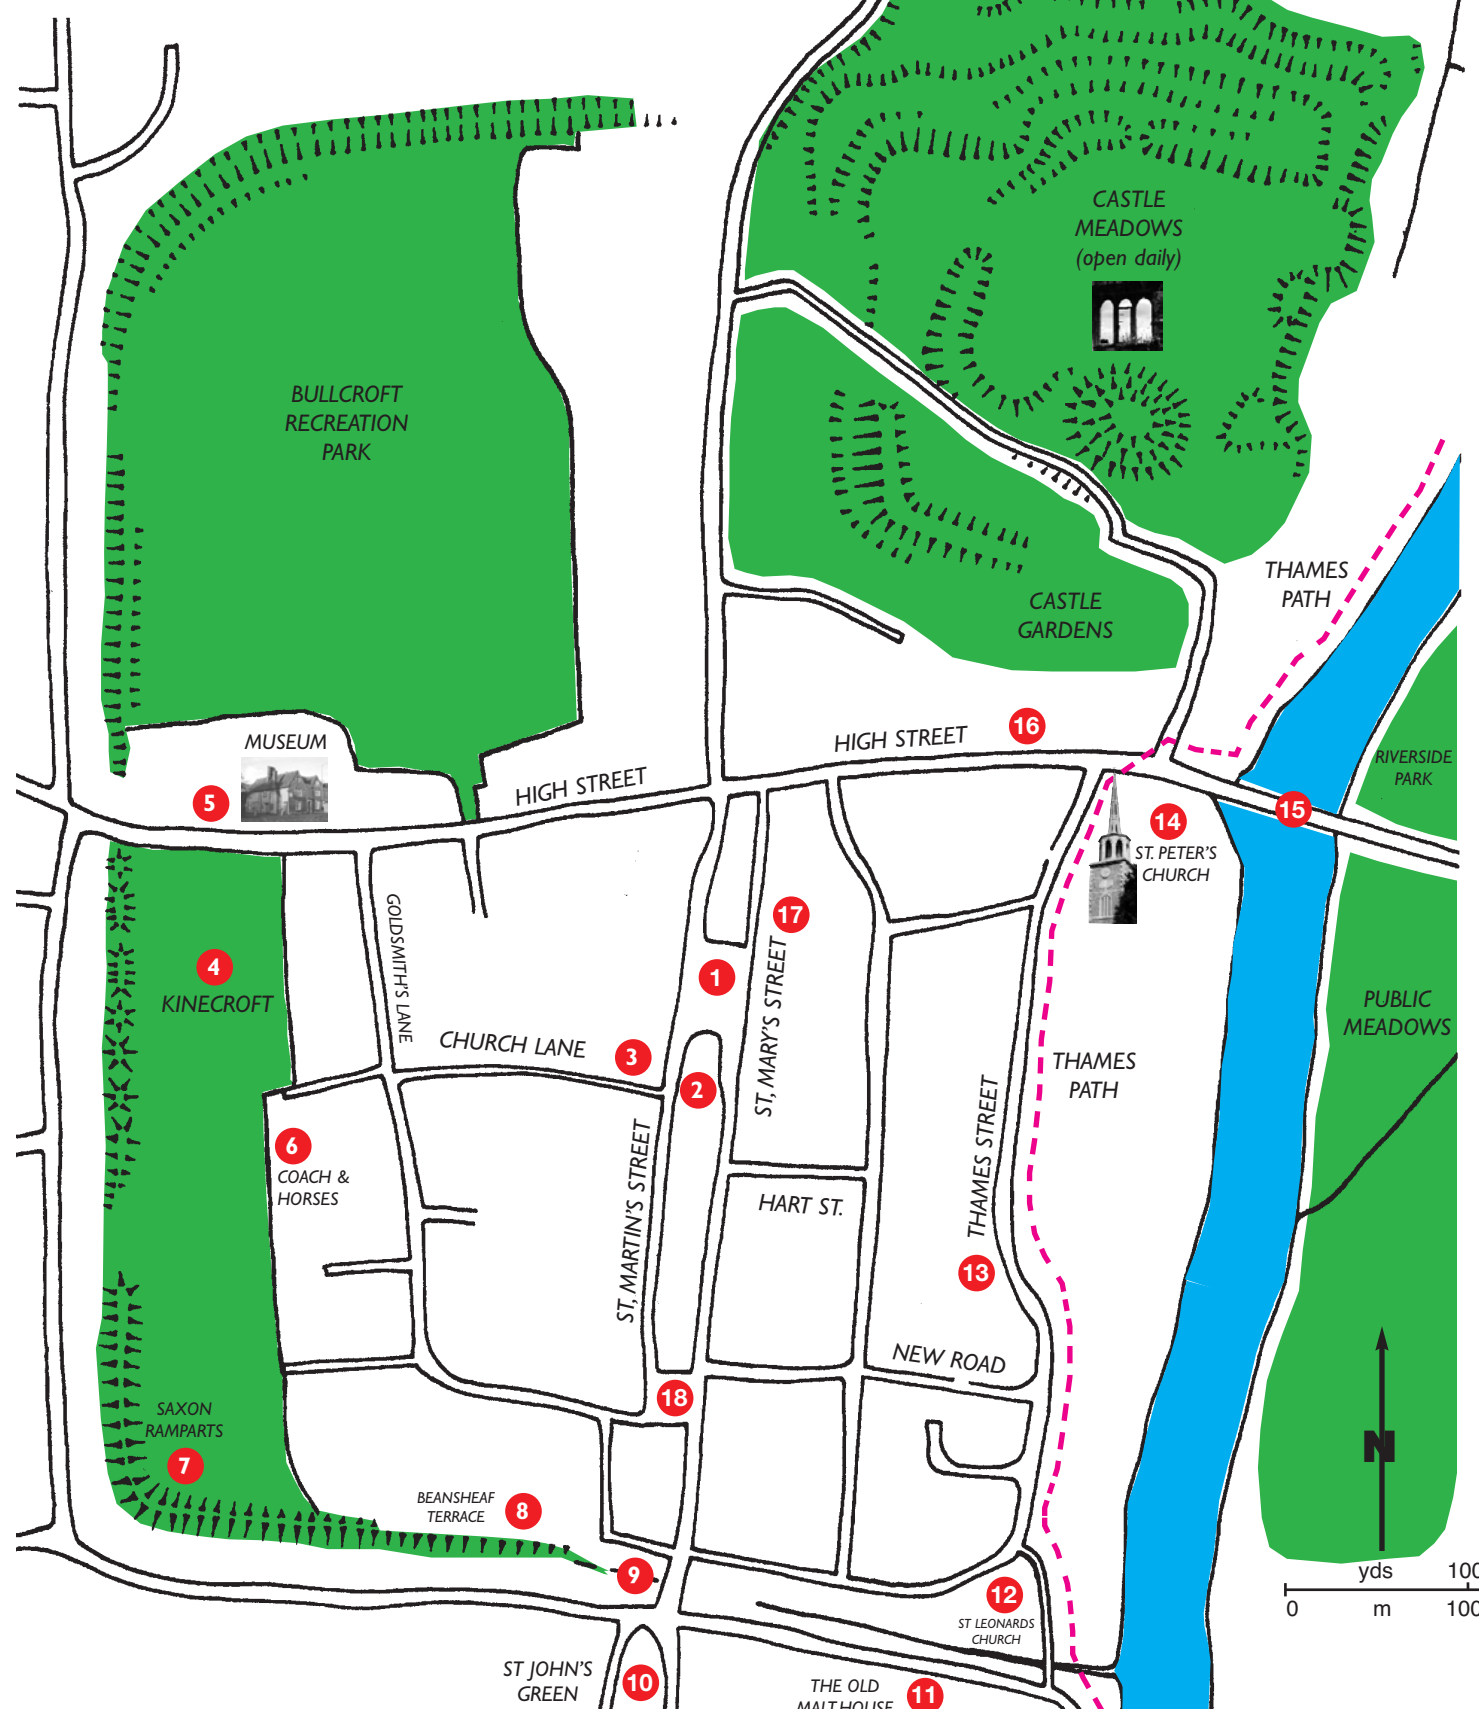 CASTLE
MEADOWS
(open daily)
BULLCROFT
RECREATION
PARK
THAMES
PATH
CASTLE
GARDENS
MUSEUM
5
HIGH STREET
HIGH STREET
16
RIVERSIDE
PARK
15
14
ST. PETER'S
CHURCH
4
KINECROFT
GOLDSMITH'S LANE
17
1
ST, MARY'S STREET
PUBLIC
MEADOWS
CHURCH LANE
3
2
THAMES
PATH
6
COACH &
HORSES
ST, MARTIN'S STREET
HART ST.
THAMES STREET
13
NEW ROAD
18
SAXON
RAMPARTS
7
BEANSHEAF
TERRACE
8
N
9
12
ST LEONARDS
CHURCH
yds
100
0
m
100
ST JOHN'S
GREEN
10
THE OLD
MALTHOUSE
11